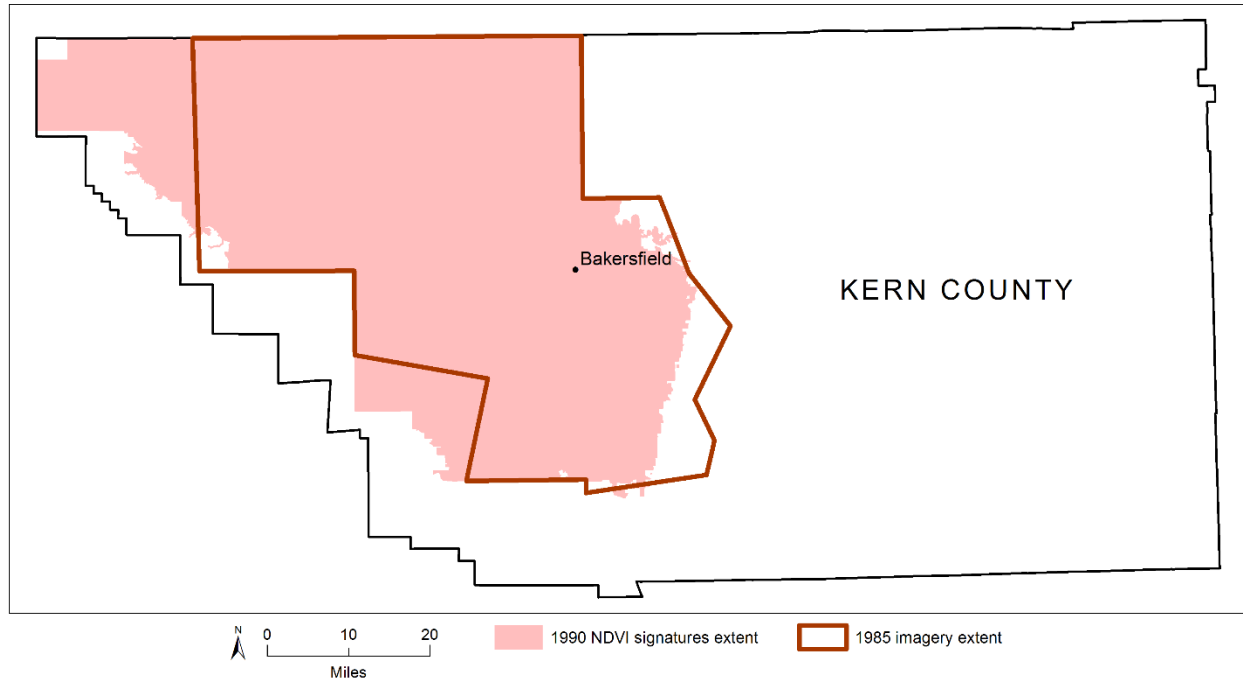 Bakersfield
KERN COUNTY
N
0 10 20
Miles
1990 NDVI signatures extent
1985 imagery extent